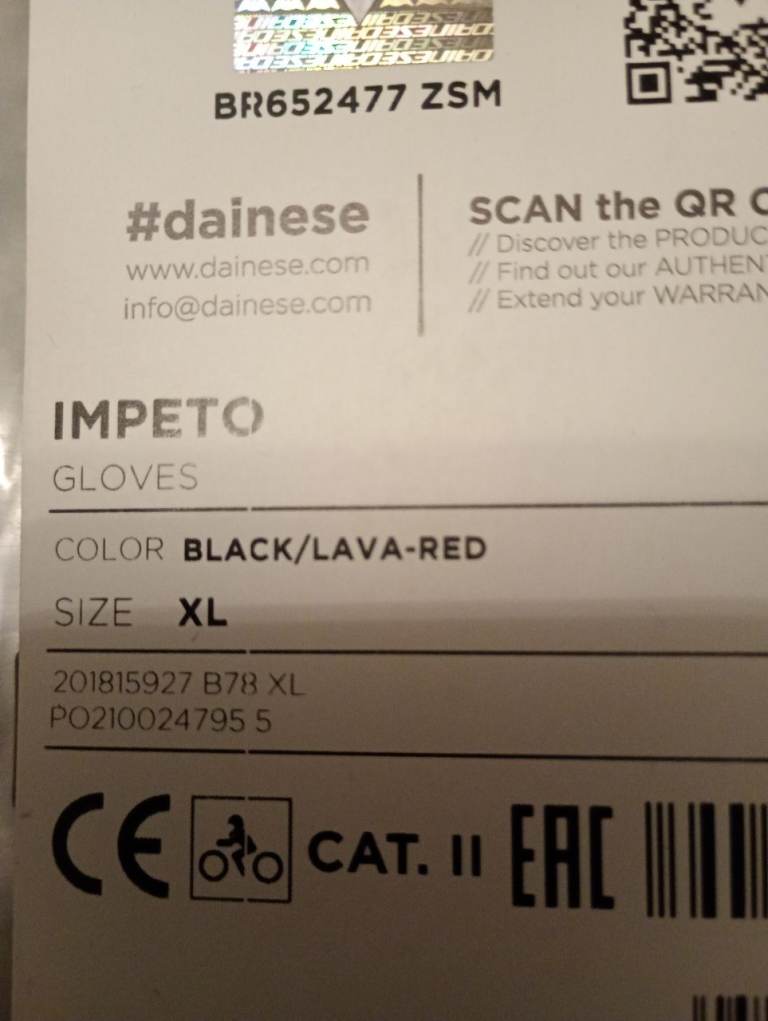 BR652477 ZSM
#dainese
www.dainese.com
info@dainese.com
SCAN the QR
// Discover the
// Find out our
// Extend your
IMPETO
GLOVES
COLOR BLACK/LAVA-RED
SIZE XL
201815927 B78 XL
PO210024795 5
CE CAT. II EAC